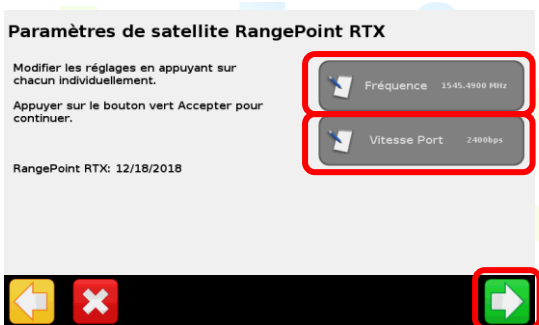 Paramètres de satellite RangePoint RTX
Modifier les réglages en appuyant sur
chacun individuellement.
Appuyer sur le bouton vert Accepter pour
continuer.
RangePoint RTX: 12/18/2018
Fréquence 1545.4900 MHz
Vitesse Port 2400bps